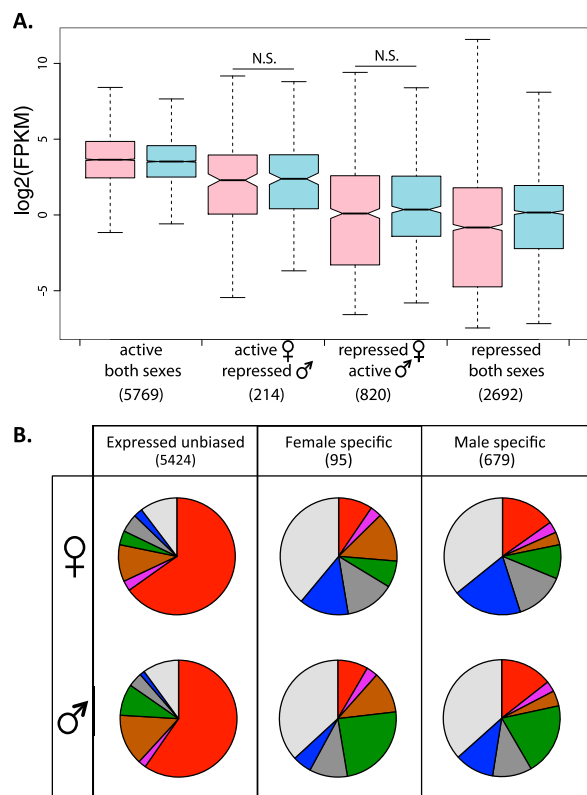 A.
N.S. N.S.
log2(FPKM)
10
5
0
-5
active both sexes (5769)
active ♀ repressed ♂ (214)
repressed ♀ active ♂ (820)
repressed both sexes (2692)
B.
Expressed unbiased (5424)
Female specific (95)
Male specific (679)
♀
♂